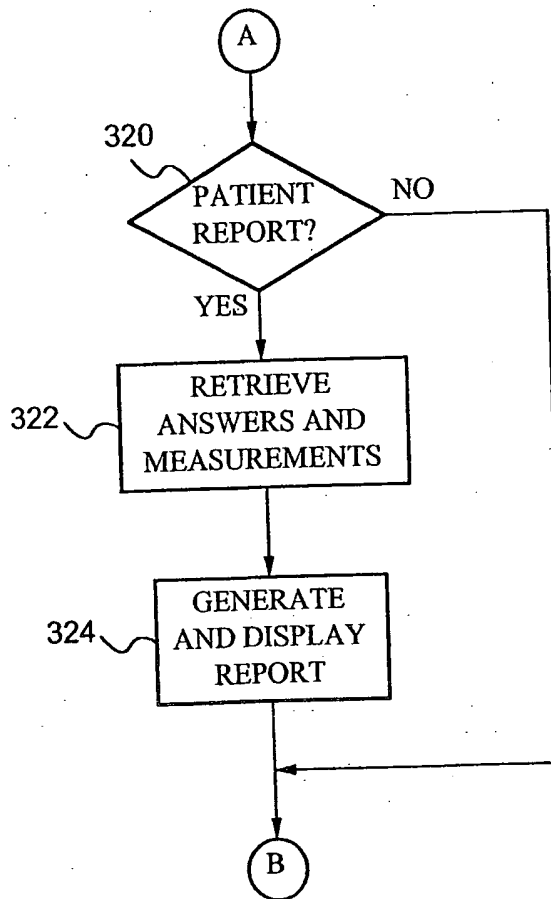 A
320
PATIENT
REPORT?
NO
YES
322
RETRIEVE
ANSWERS AND
MEASUREMENTS
324
GENERATE
AND DISPLAY
REPORT
B